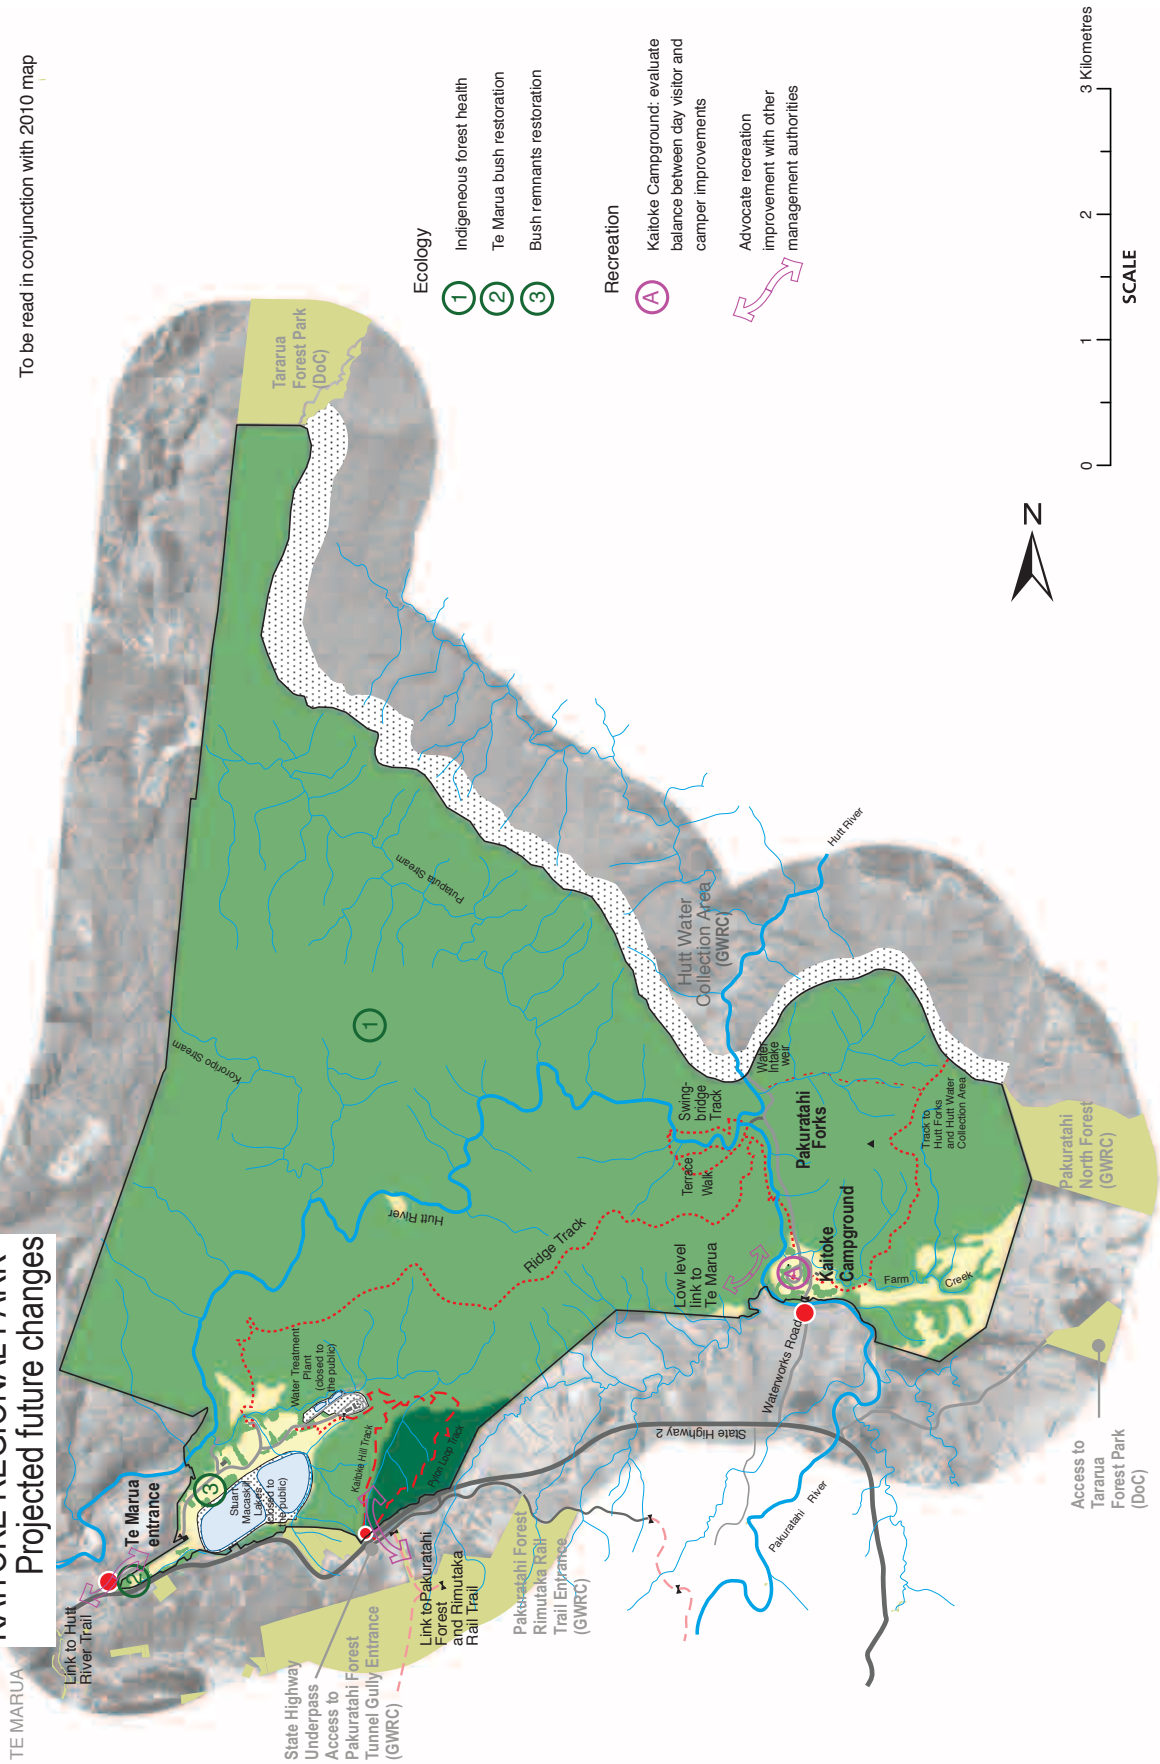 Projected future changes
To be read in conjunction with 2010 map
TE MARUA
Link to Hutt
River Trail
Te Marua
entrance
Stuart
Macaskill
Lakes
(closed to
the public)
Water Treatment
Plant
(closed to
the public)
Kaitoke Hill Track
Pylon Loop Track
State Highway
Underpass
Access to
Pakuratahi Forest
Tunnel Gully Entrance
(GWRC)
Link to Pakuratahi
Forest
and Rimutaka
Rail Trail
Pakuratahi Forest
Rimutaka Rail
Trail Entrance
(GWRC)
State Highway 2
Pakuratahi River
Waterworks Road
Low level
link to
Te Marua
Ridge Track
Hutt River
Kororipo Stream
Putaputa Stream
Terrace
Walk
Swing-
bridge
Track
Water
Intake
weir
Pakuratahi
Forks
Kaitoke
Campground
Farm Creek
Track to
Hutt Forks
and Hutt Water
Collection Area
Hutt Water
Collection Area
(GWRC)
Hutt River
Pakuratahi
North Forest
(GWRC)
Access to
Tararua
Forest Park
(DoC)
Tararua
Forest Park
(DoC)
1
2
3
A
Ecology
1 Indigeneous forest health
2 Te Marua bush restoration
3 Bush remnants restoration
Recreation
A Kaitoke Campground: evaluate
balance between day visitor and
camper improvements
Advocate recreation
improvement with other
management authorities
N
0 1 2 3 Kilometres
SCALE